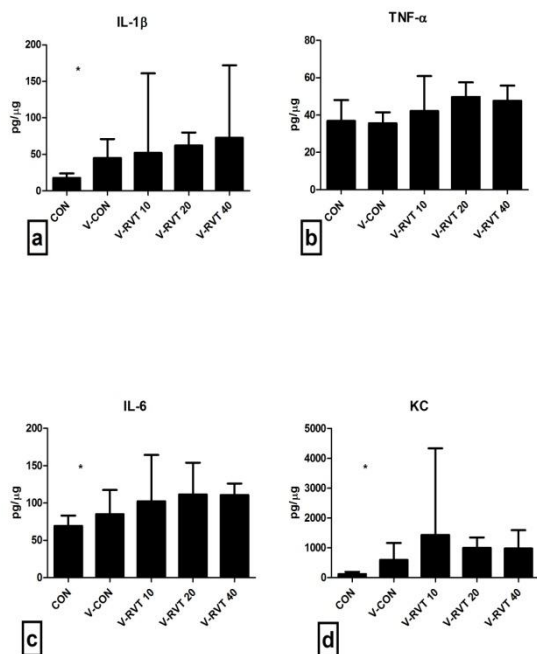 IL-1β
*
pg/µg
200
150
100
50
0
CON
V-CON
V-RVT 10
V-RVT 20
V-RVT 40
a
TNF-α
pg/µg
80
60
40
20
0
CON
V-CON
V-RVT 10
V-RVT 20
V-RVT 40
b
IL-6
*
pg/µg
200
150
100
50
0
CON
V-CON
V-RVT 10
V-RVT 20
V-RVT 40
c
KC
*
pg/µg
5000
4000
3000
2000
1000
0
CON
V-CON
V-RVT 10
V-RVT 20
V-RVT 40
d